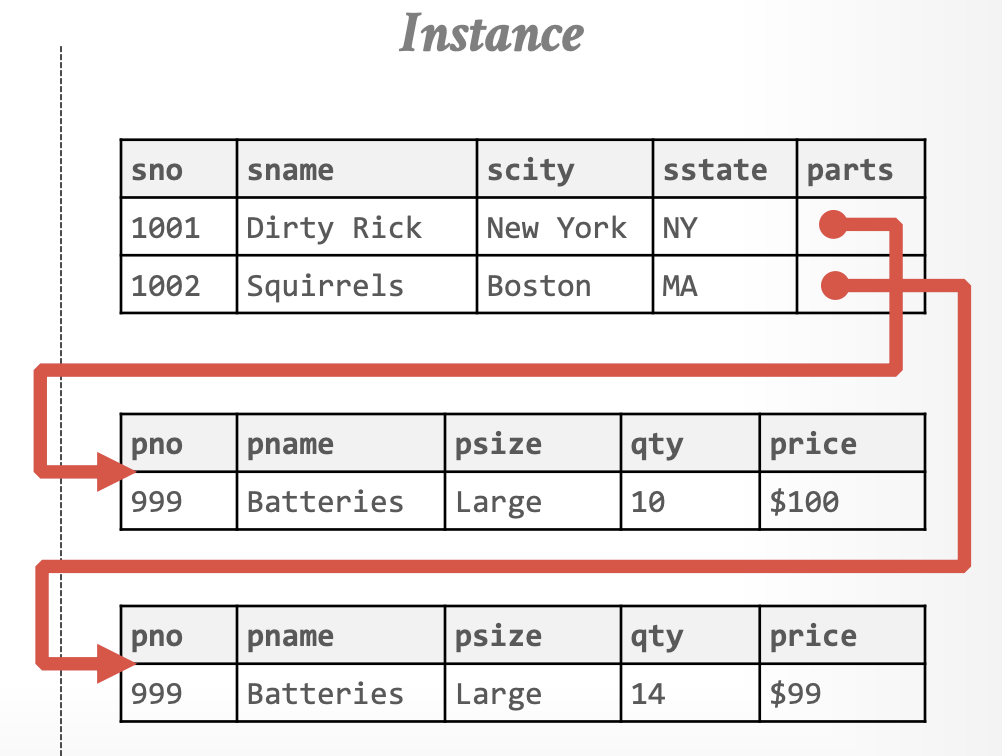 Instance
sno sname scity sstate parts
1001 Dirty Rick New York NY
1002 Squirrels Boston MA
pno pname psize qty price
999 Batteries Large 10 $100
pno pname psize qty price
999 Batteries Large 14 $99